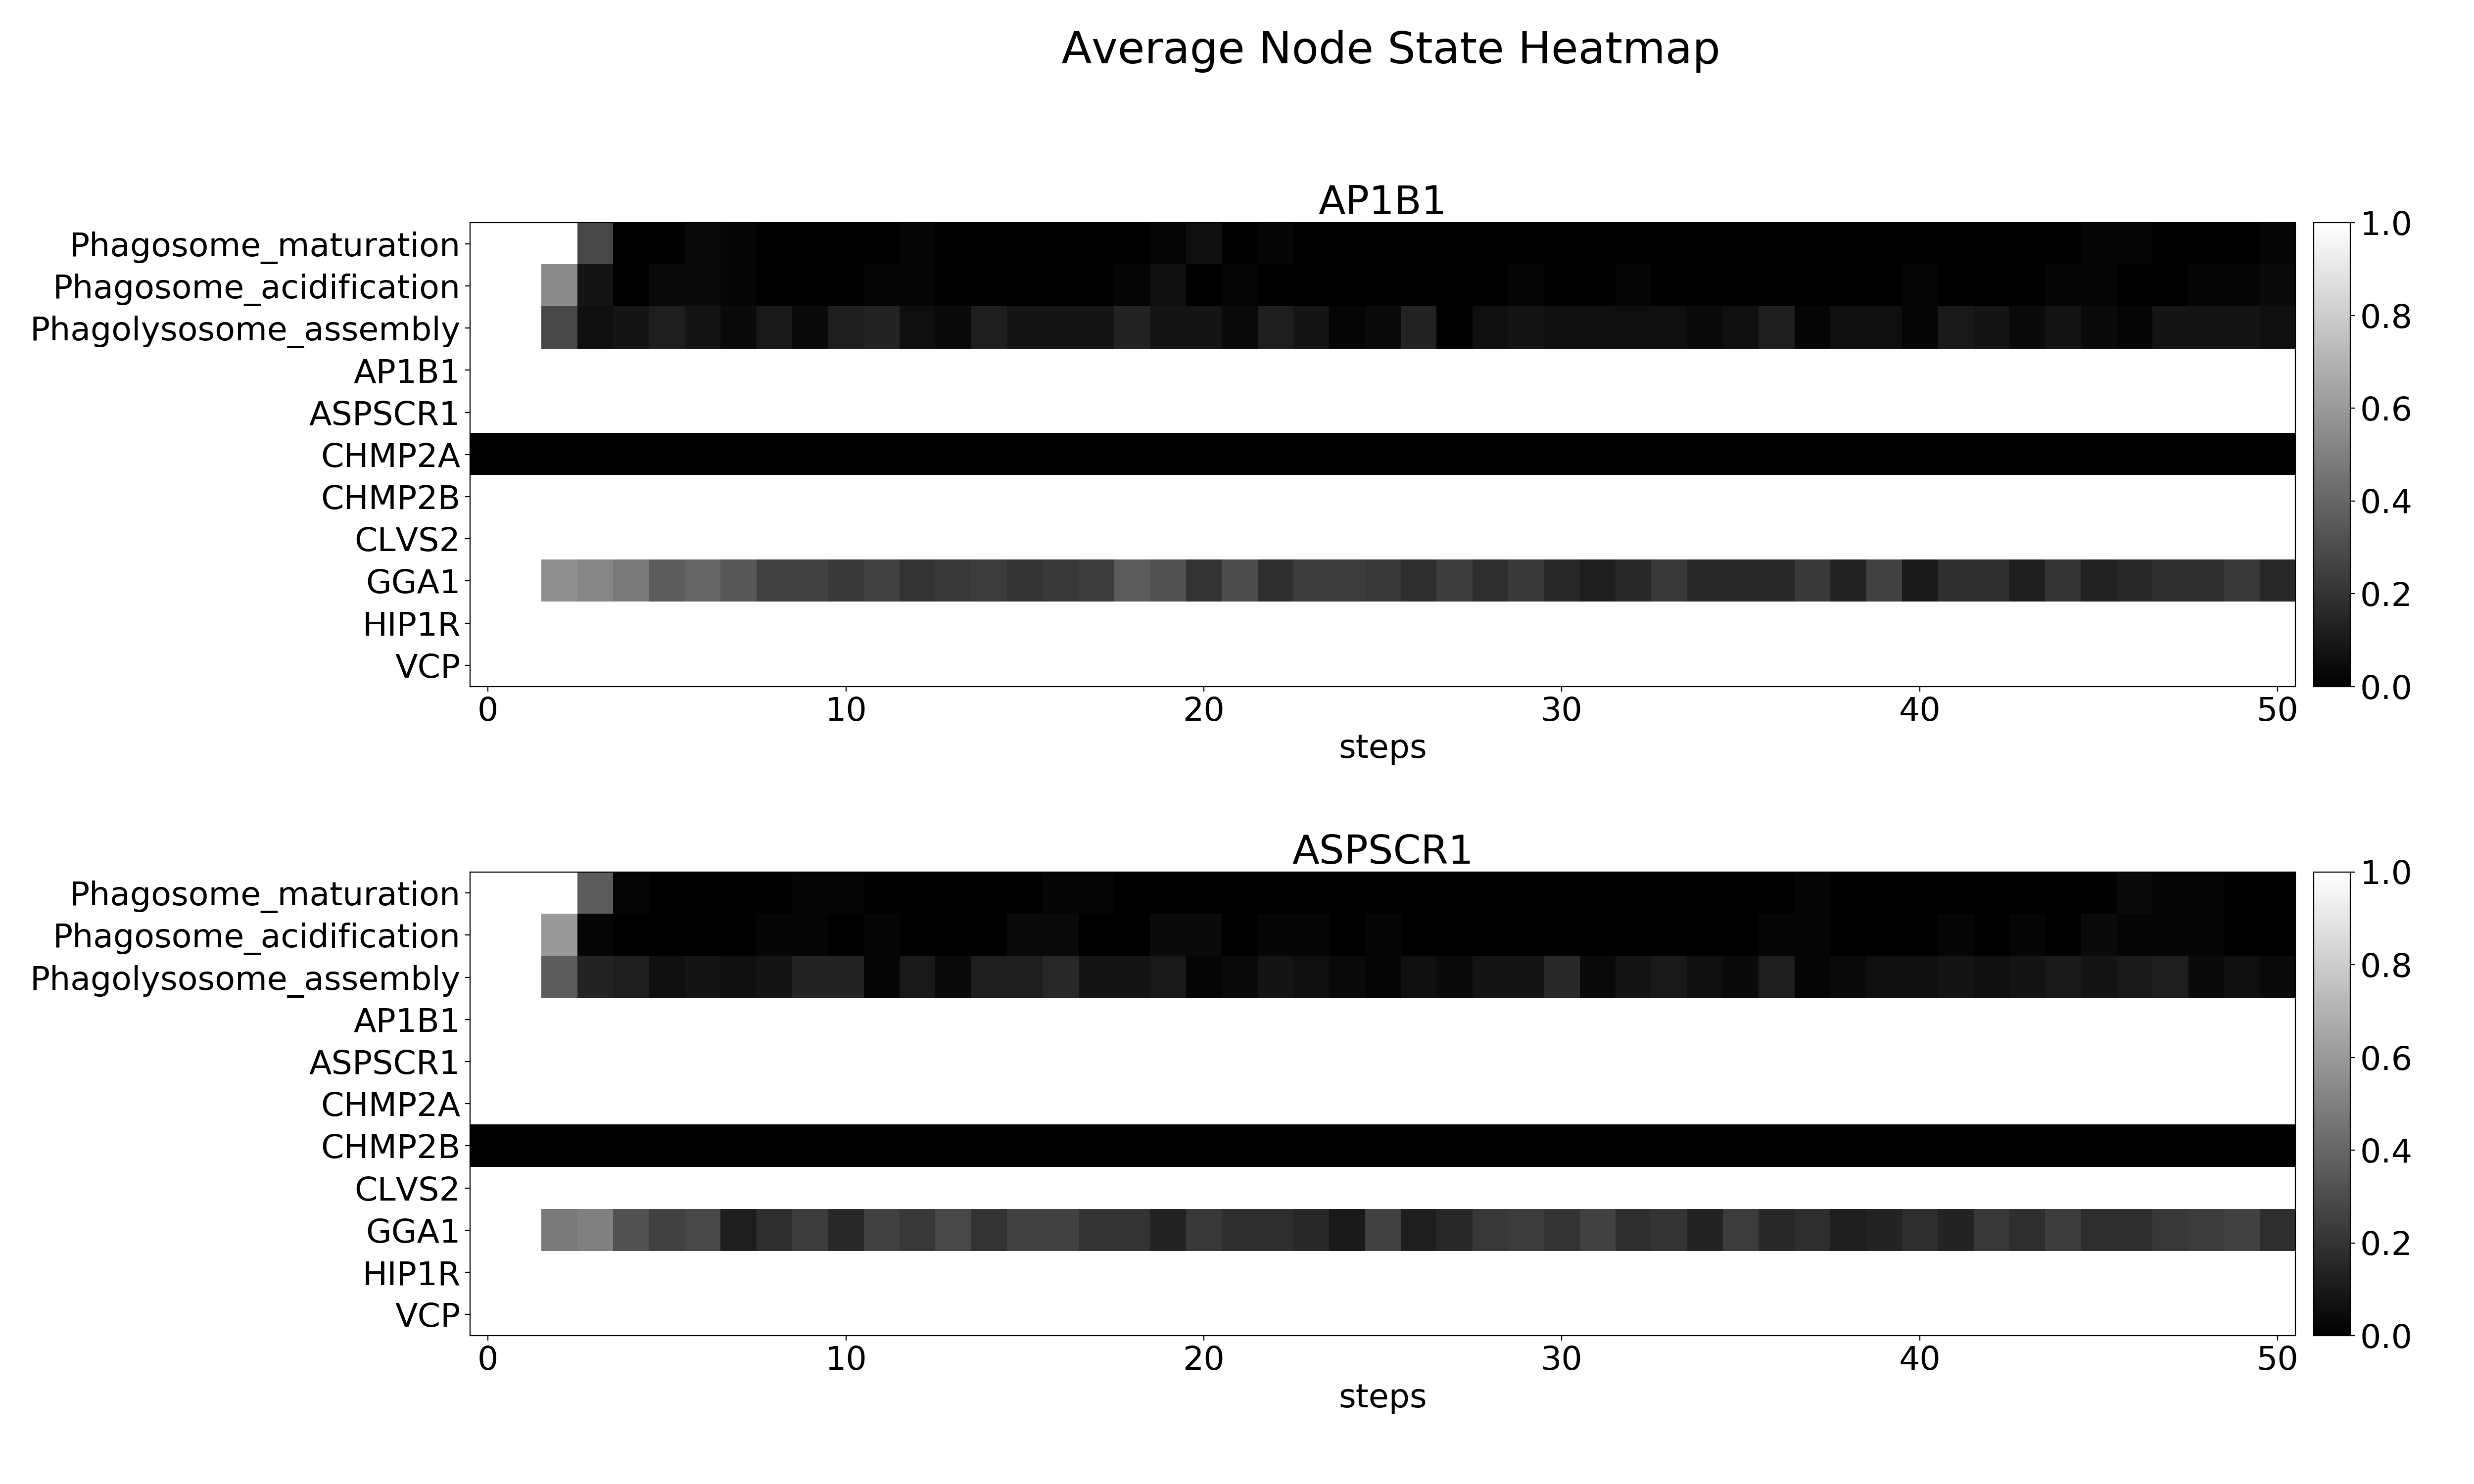 Average Node State Heatmap
AP1B1
Phagosome_maturation
Phagosome_acidification
Phagolysosome_assembly
AP1B1
ASPSCR1
CHMP2A
CHMP2B
CLVS2
GGA1
HIP1R
VCP
0 10 20 30 40 50
steps
1.0
0.8
0.6
0.4
0.2
0.0
ASPSCR1
Phagosome_maturation
Phagosome_acidification
Phagolysosome_assembly
AP1B1
ASPSCR1
CHMP2A
CHMP2B
CLVS2
GGA1
HIP1R
VCP
0 10 20 30 40 50
steps
1.0
0.8
0.6
0.4
0.2
0.0